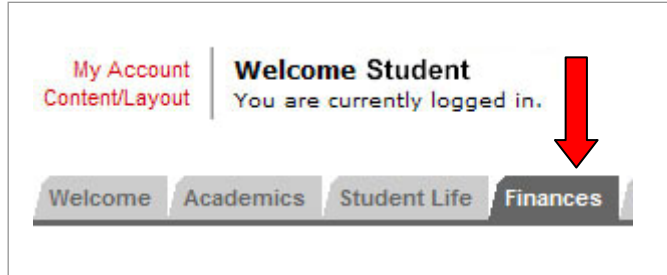 My Account
Content/Layout
Welcome Student
You are currently logged in.
Welcome Academics Student Life Finances